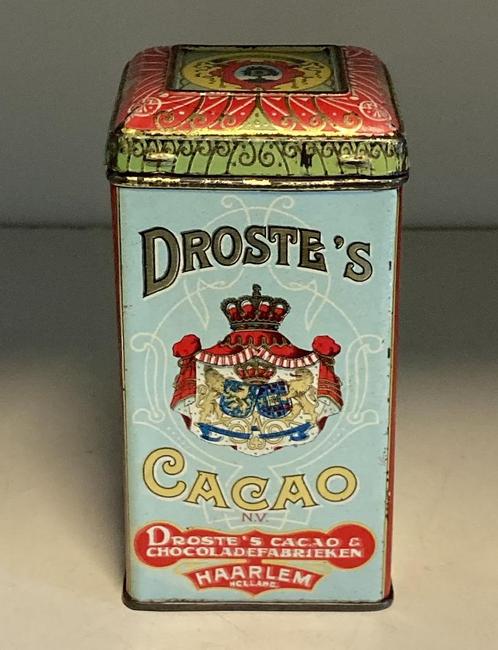 DROSTE'S
CACAO
N.V.
DROSTE'S CACAO &
CHOCOLADEFABRIEKEN
HAARLEM
HOLLAND.